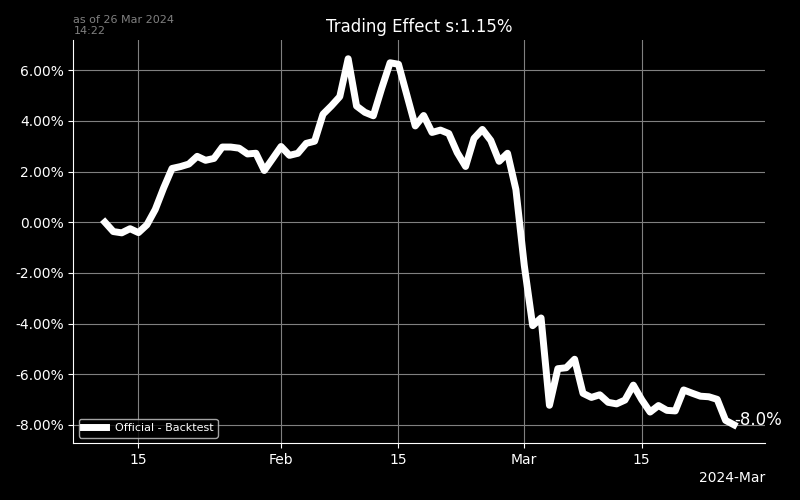 as of 26 Mar 2024
14:22
Trading Effect s:1.15%
6.00%
4.00%
2.00%
0.00%
-2.00%
-4.00%
-6.00%
-8.00%
-8.0%
Official - Backtest
15
Feb
15
Mar
15
2024-Mar